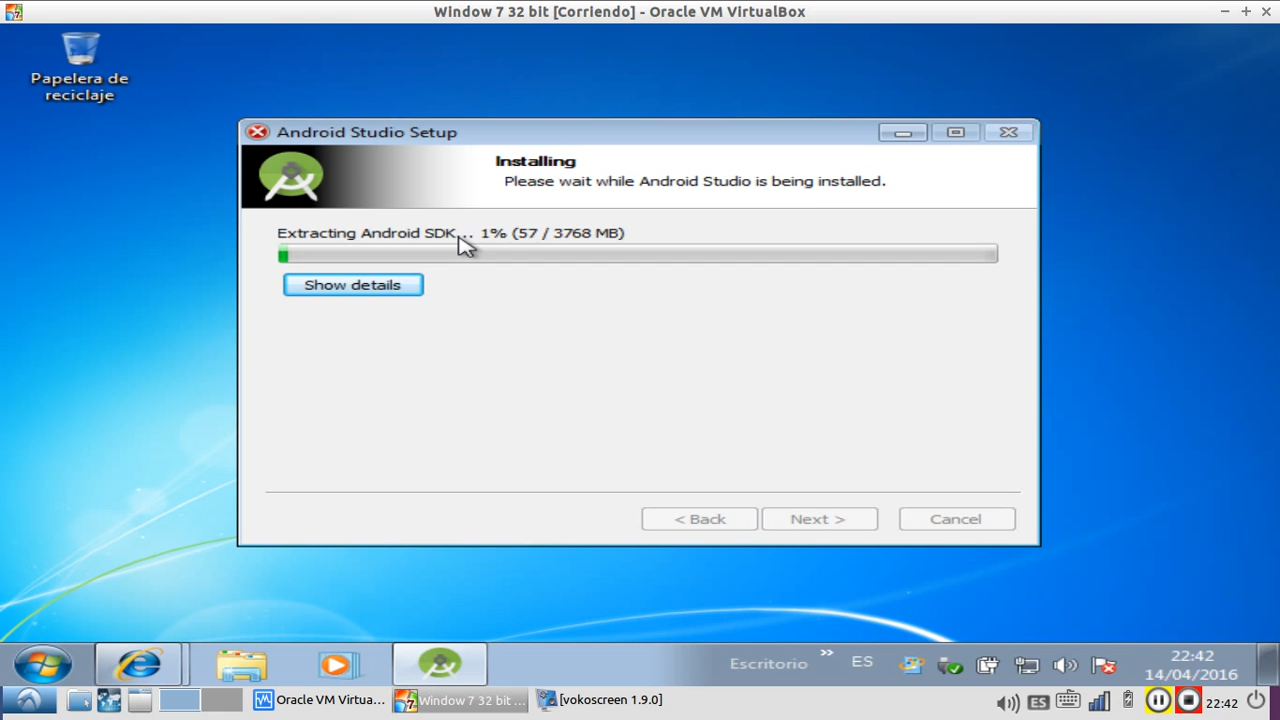 Window 7 32 bit [Corriendo] - Oracle VM VirtualBox
Papelera de
reciclaje
Android Studio Setup
Installing
Please wait while Android Studio is being installed.
Extracting Android SDK... 1% (57 / 3768 MB)
Show details
< Back
Next >
Cancel
Escritorio
»
ES
22:42
14/04/2016
Oracle VM Virtua...
Window 7 32 bit ...
[vokoscreen 1.9.0]
ES
22:42